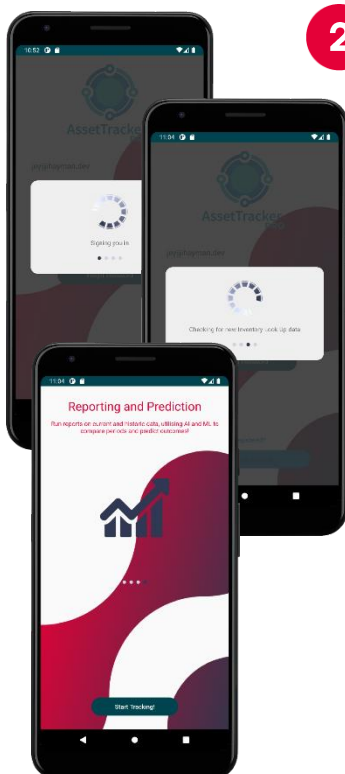 2
10:52
AssetTracker
Signing you in
11:04
AssetTracker
Checking for new Inventory Look Up data
11:04
Reporting and Prediction
Run reports on current and historic data, utilising AI and ML to
compare periods and predict outcomes!
Start Tracking!